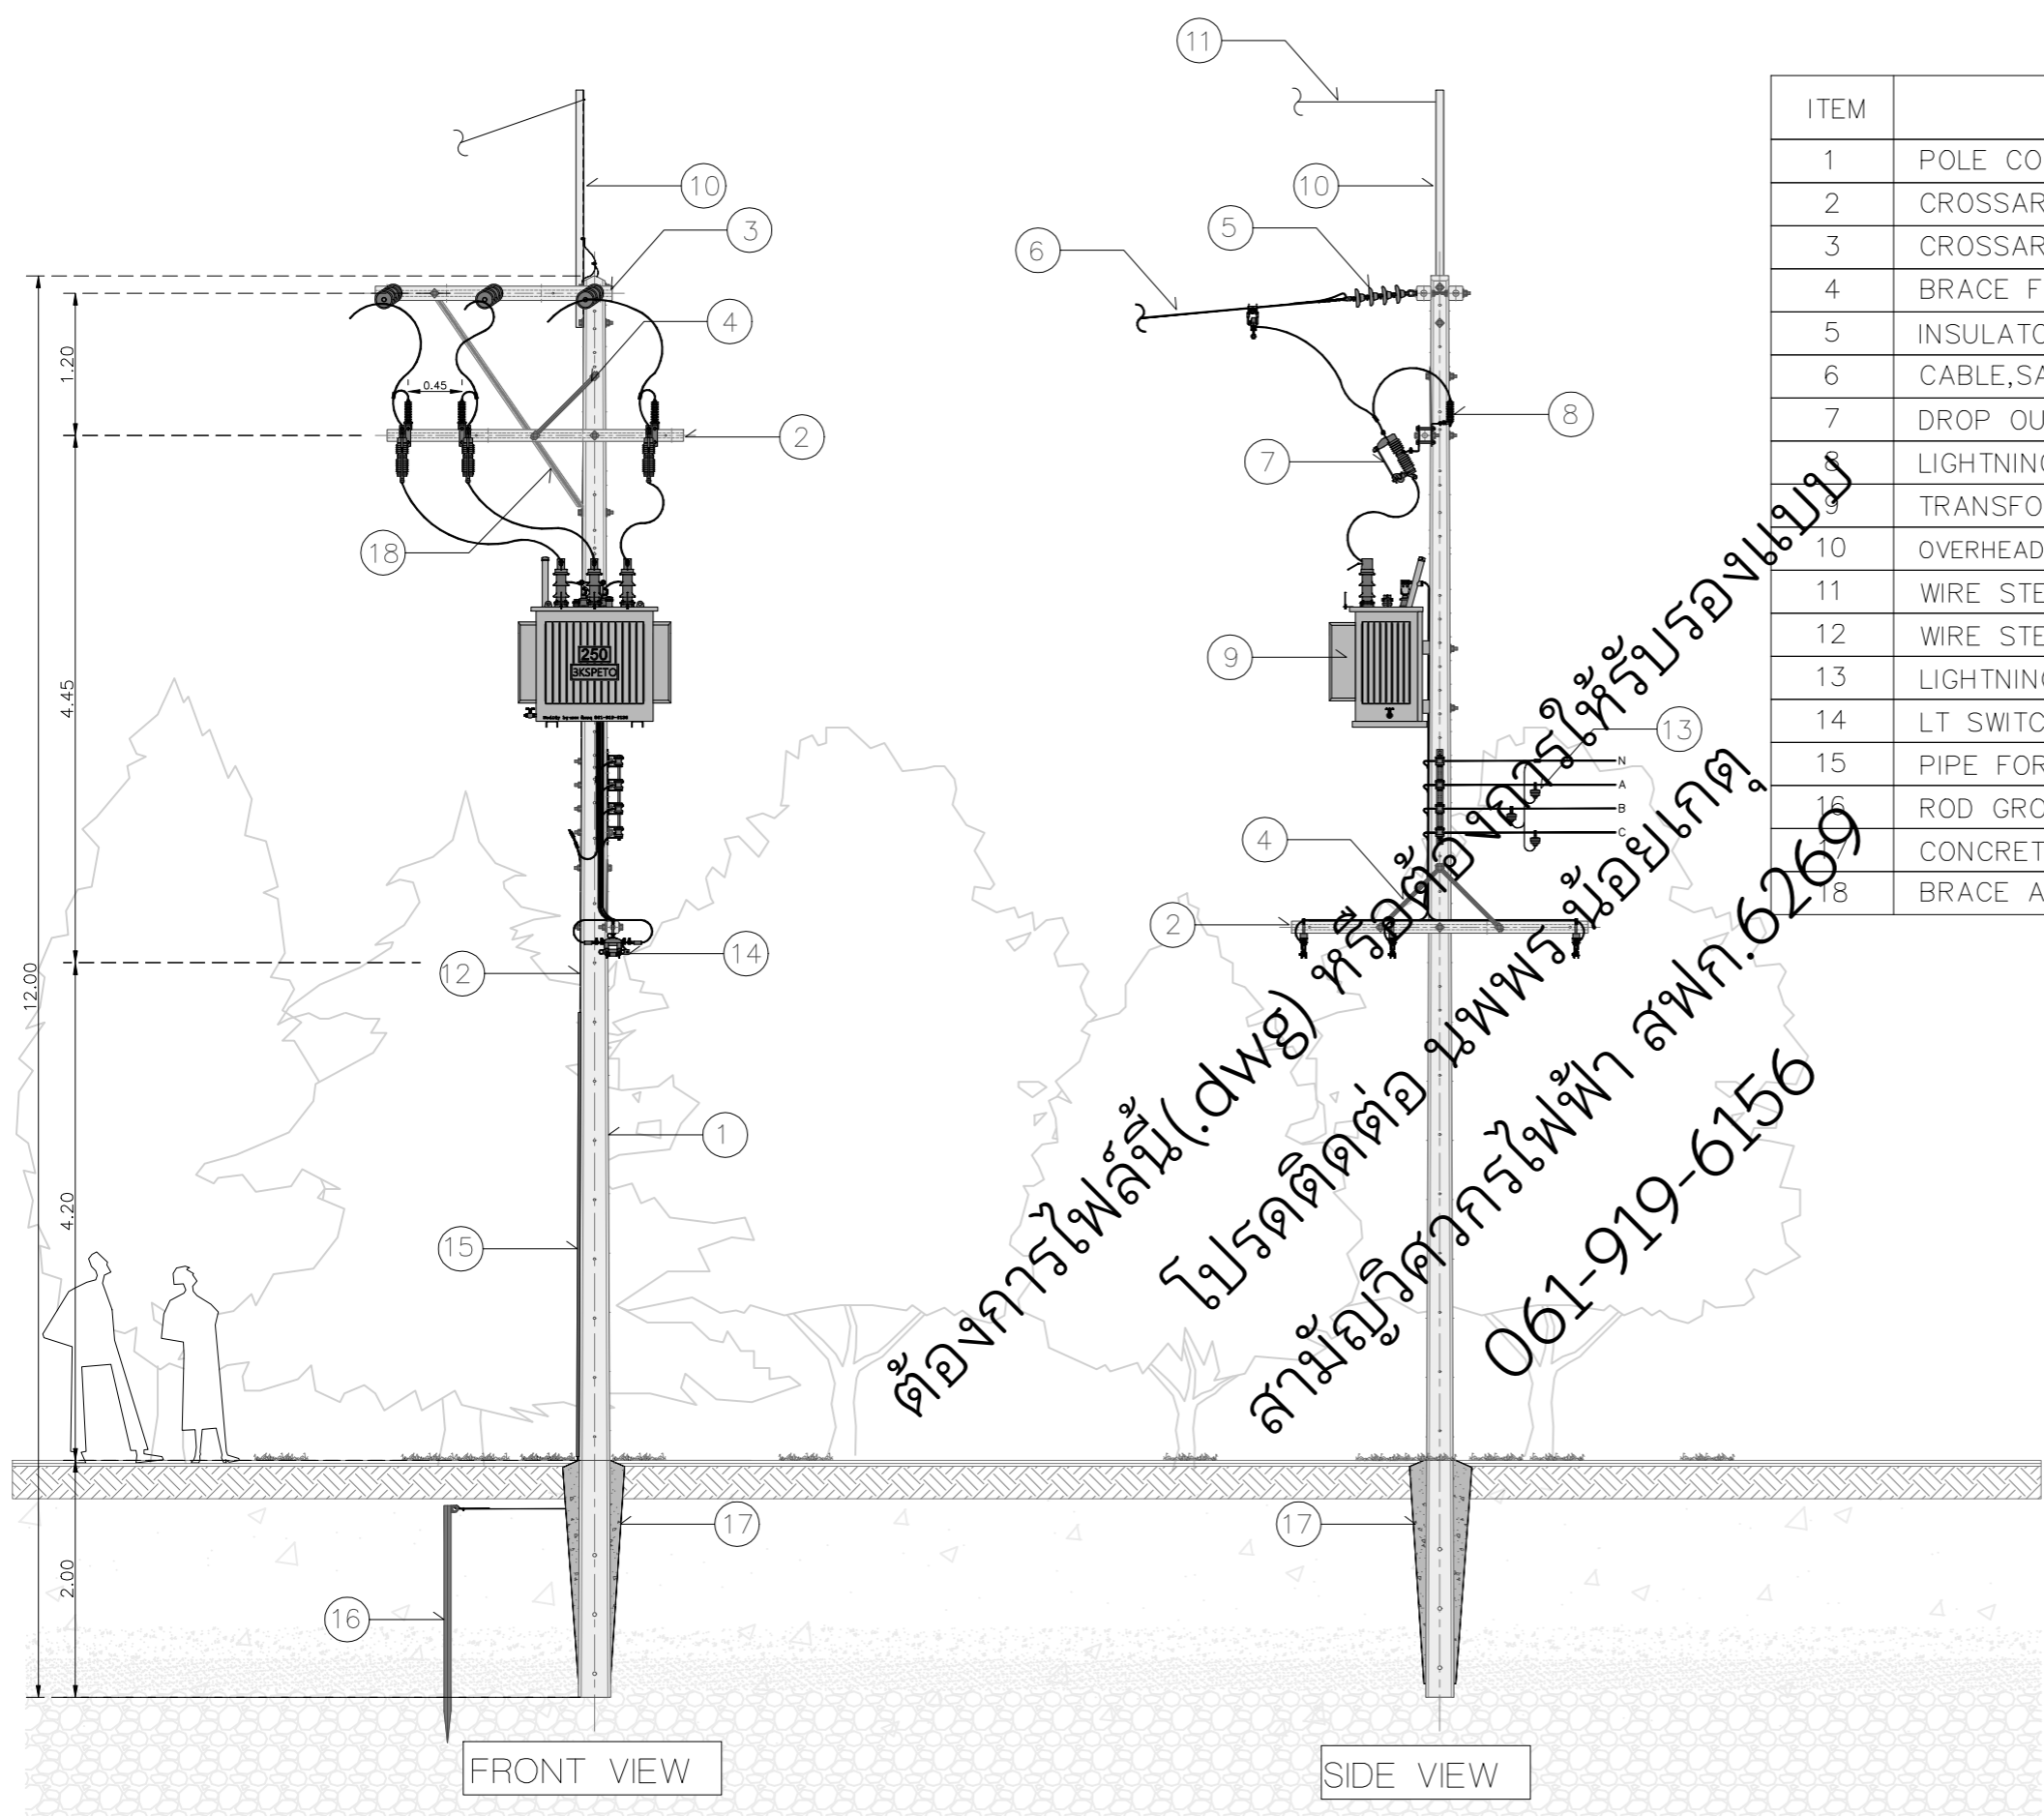 11
10
3
4
2
18
12
14
1
15
16
17
11
10
5
6
8
7
9
13
4
2
17
1.20
0.45
4.45
12.00
4.20
2.00
250
3KSPETO
N
A
B
C
FRONT VIEW
SIDE VIEW
ITEM
1 POLE CO
2 CROSSAR
3 CROSSAR
4 BRACE F
5 INSULATO
6 CABLE,SA
7 DROP OU
8 LIGHTNING
9 TRANSFO
10 OVERHEAD
11 WIRE STE
12 WIRE STE
13 LIGHTNING
14 LT SWITC
15 PIPE FOR
16 ROD GRO
17 CONCRET
18 BRACE A
ต้องการไฟล์นี้(.dwg) หรือต้องการให้รับรองแบบ
โปรดติดต่อ นพพร น้อยเกตุ
สามัญวิศวกรไฟฟ้า สฟก.6269
061-919-6156